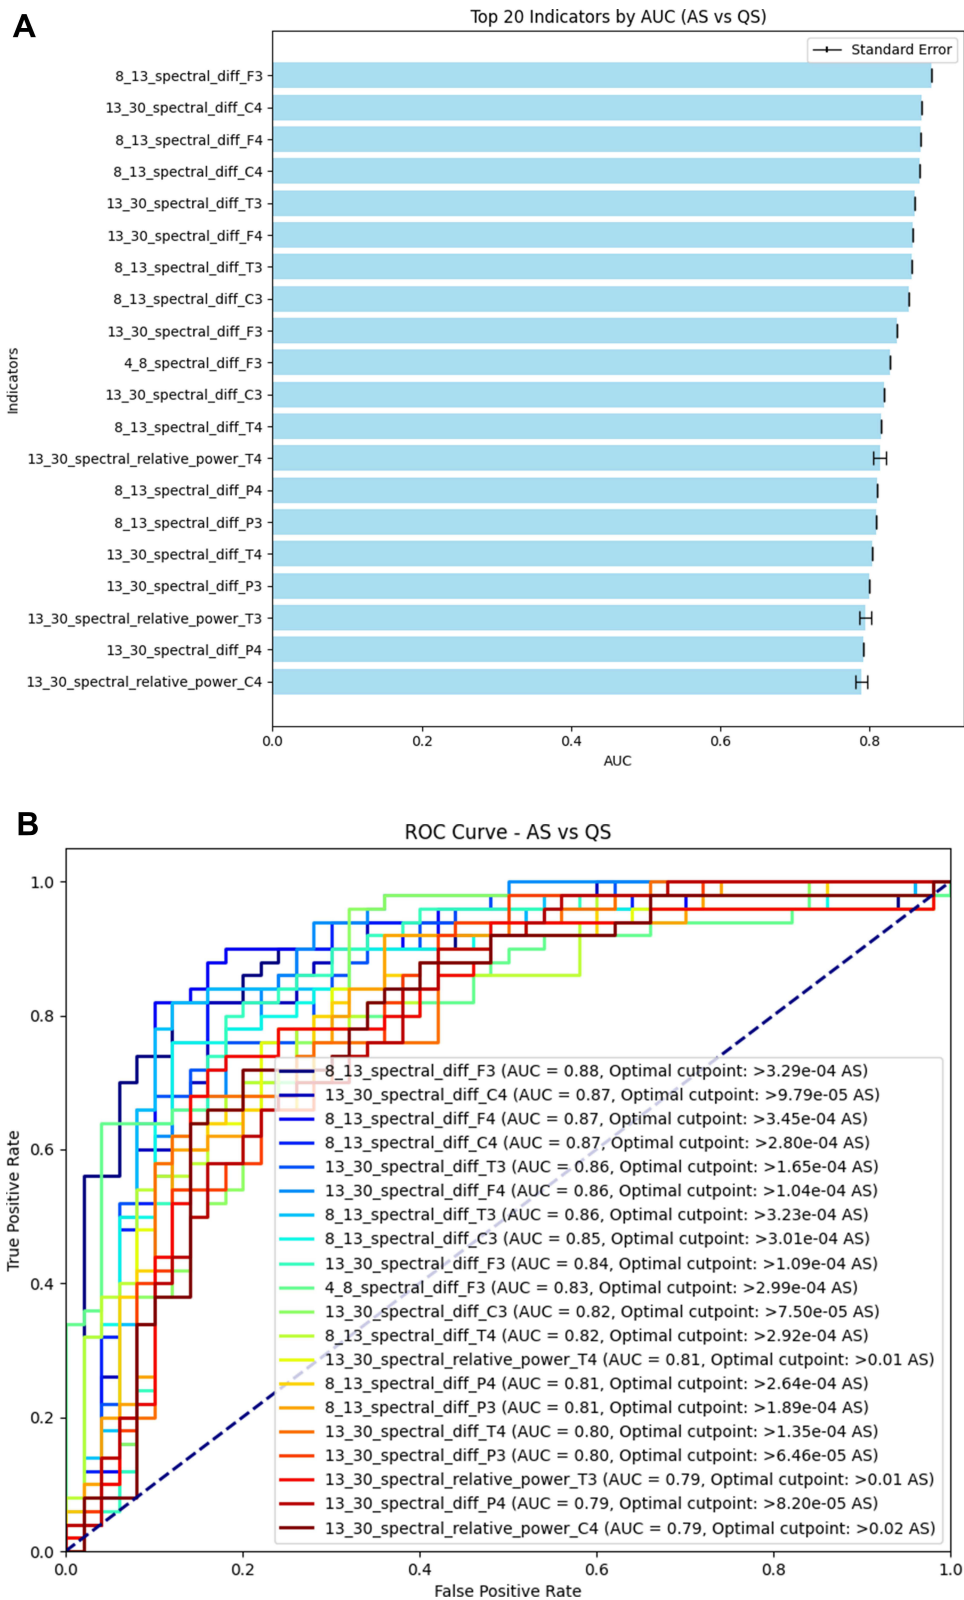 A
Top 20 Indicators by AUC (AS vs QS)
Standard Error
8_13_spectral_diff_F3
13_30_spectral_diff_C4
8_13_spectral_diff_F4
8_13_spectral_diff_C4
13_30_spectral_diff_T3
13_30_spectral_diff_F4
8_13_spectral_diff_T3
8_13_spectral_diff_C3
13_30_spectral_diff_F3
4_8_spectral_diff_F3
13_30_spectral_diff_C3
8_13_spectral_diff_T4
13_30_spectral_relative_power_T4
8_13_spectral_diff_P4
8_13_spectral_diff_P3
13_30_spectral_diff_T4
13_30_spectral_diff_P3
13_30_spectral_relative_power_T3
13_30_spectral_diff_P4
13_30_spectral_relative_power_C4
Indicators
0.0 0.2 0.4 0.6 0.8
AUC
B
ROC Curve - AS vs QS
1.0
0.8
0.6
0.4
0.2
0.0
True Positive Rate
8_13_spectral_diff_F3 (AUC = 0.88, Optimal cutpoint: >3.29e-04 AS)
13_30_spectral_diff_C4 (AUC = 0.87, Optimal cutpoint: >9.79e-05 AS)
8_13_spectral_diff_F4 (AUC = 0.87, Optimal cutpoint: >3.45e-04 AS)
8_13_spectral_diff_C4 (AUC = 0.87, Optimal cutpoint: >2.80e-04 AS)
13_30_spectral_diff_T3 (AUC = 0.86, Optimal cutpoint: >1.65e-04 AS)
13_30_spectral_diff_F4 (AUC = 0.86, Optimal cutpoint: >1.04e-04 AS)
8_13_spectral_diff_T3 (AUC = 0.86, Optimal cutpoint: >3.23e-04 AS)
8_13_spectral_diff_C3 (AUC = 0.85, Optimal cutpoint: >3.01e-04 AS)
13_30_spectral_diff_F3 (AUC = 0.84, Optimal cutpoint: >1.09e-04 AS)
4_8_spectral_diff_F3 (AUC = 0.83, Optimal cutpoint: >2.99e-04 AS)
13_30_spectral_diff_C3 (AUC = 0.82, Optimal cutpoint: >7.50e-05 AS)
8_13_spectral_diff_T4 (AUC = 0.82, Optimal cutpoint: >2.92e-04 AS)
13_30_spectral_relative_power_T4 (AUC = 0.81, Optimal cutpoint: >0.01 AS)
8_13_spectral_diff_P4 (AUC = 0.81, Optimal cutpoint: >2.64e-04 AS)
8_13_spectral_diff_P3 (AUC = 0.81, Optimal cutpoint: >1.89e-04 AS)
13_30_spectral_diff_T4 (AUC = 0.80, Optimal cutpoint: >1.35e-04 AS)
13_30_spectral_diff_P3 (AUC = 0.80, Optimal cutpoint: >6.46e-05 AS)
13_30_spectral_relative_power_T3 (AUC = 0.79, Optimal cutpoint: >0.01 AS)
13_30_spectral_diff_P4 (AUC = 0.79, Optimal cutpoint: >8.20e-05 AS)
13_30_spectral_relative_power_C4 (AUC = 0.79, Optimal cutpoint: >0.02 AS)
0.0 0.2 0.4 0.6 0.8 1.0
False Positive Rate